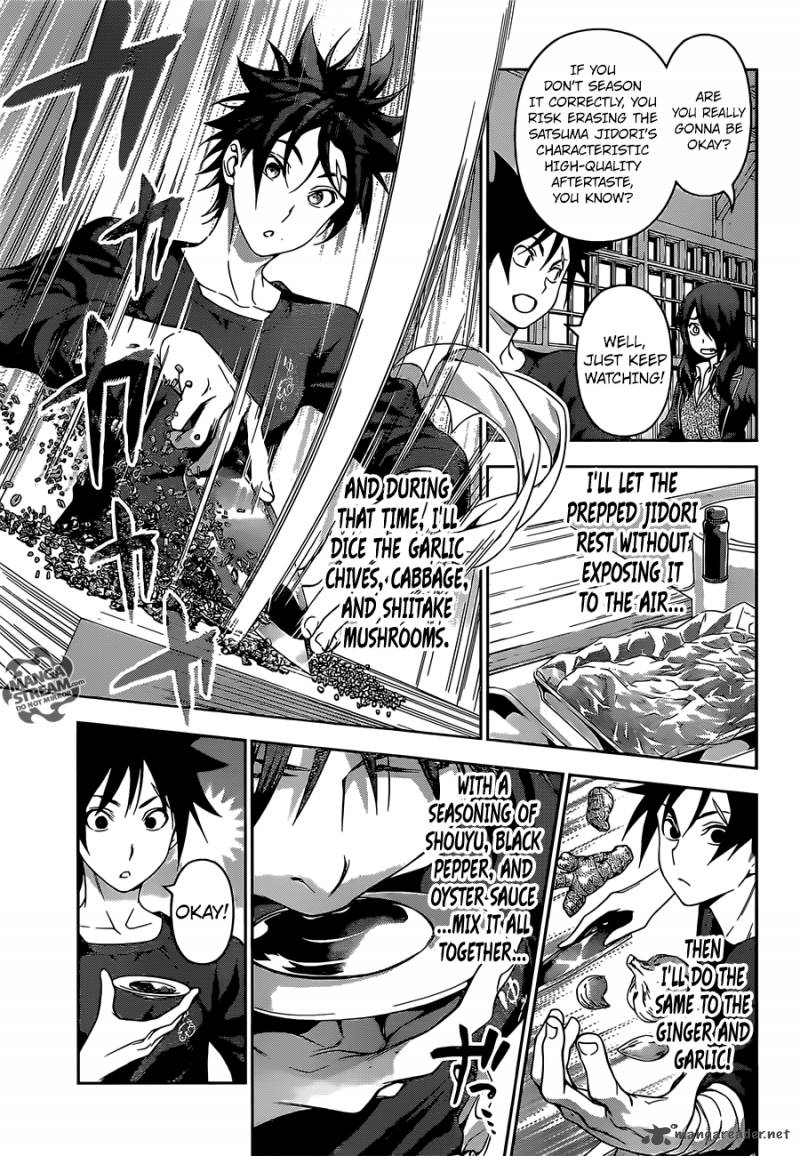 ARE
YOU REALLY
GONNA BE
OKAY?
IF YOU
DON'T SEASON
IT CORRECTLY, YOU
RISK ERASING THE
SATSUMA JIDORI'S
CHARACTERISTIC
HIGH-QUALITY
AFTERTASTE,
YOU KNOW?
WELL,
JUST KEEP
WATCHING!
I'LL LET THE
PREPPED JIDORI
REST WITHOUT
EXPOSING IT
TO THE AIR...
AND DURING
THAT TIME, I'LL
DICE THE GARLIC
CHIVES, CABBAGE,
AND SHIITAKE
MUSHROOMS.
MANGA
STREAM.com
DO NOT MIRROR
THEN
I'LL DO THE
SAME TO THE
GINGER AND
GARLIC!
WITH A
SEASONING OF
SHOUYU, BLACK
PEPPER, AND
OYSTER SAUCE
...MIX IT ALL
TOGETHER...
OKAY!
mangareader.net